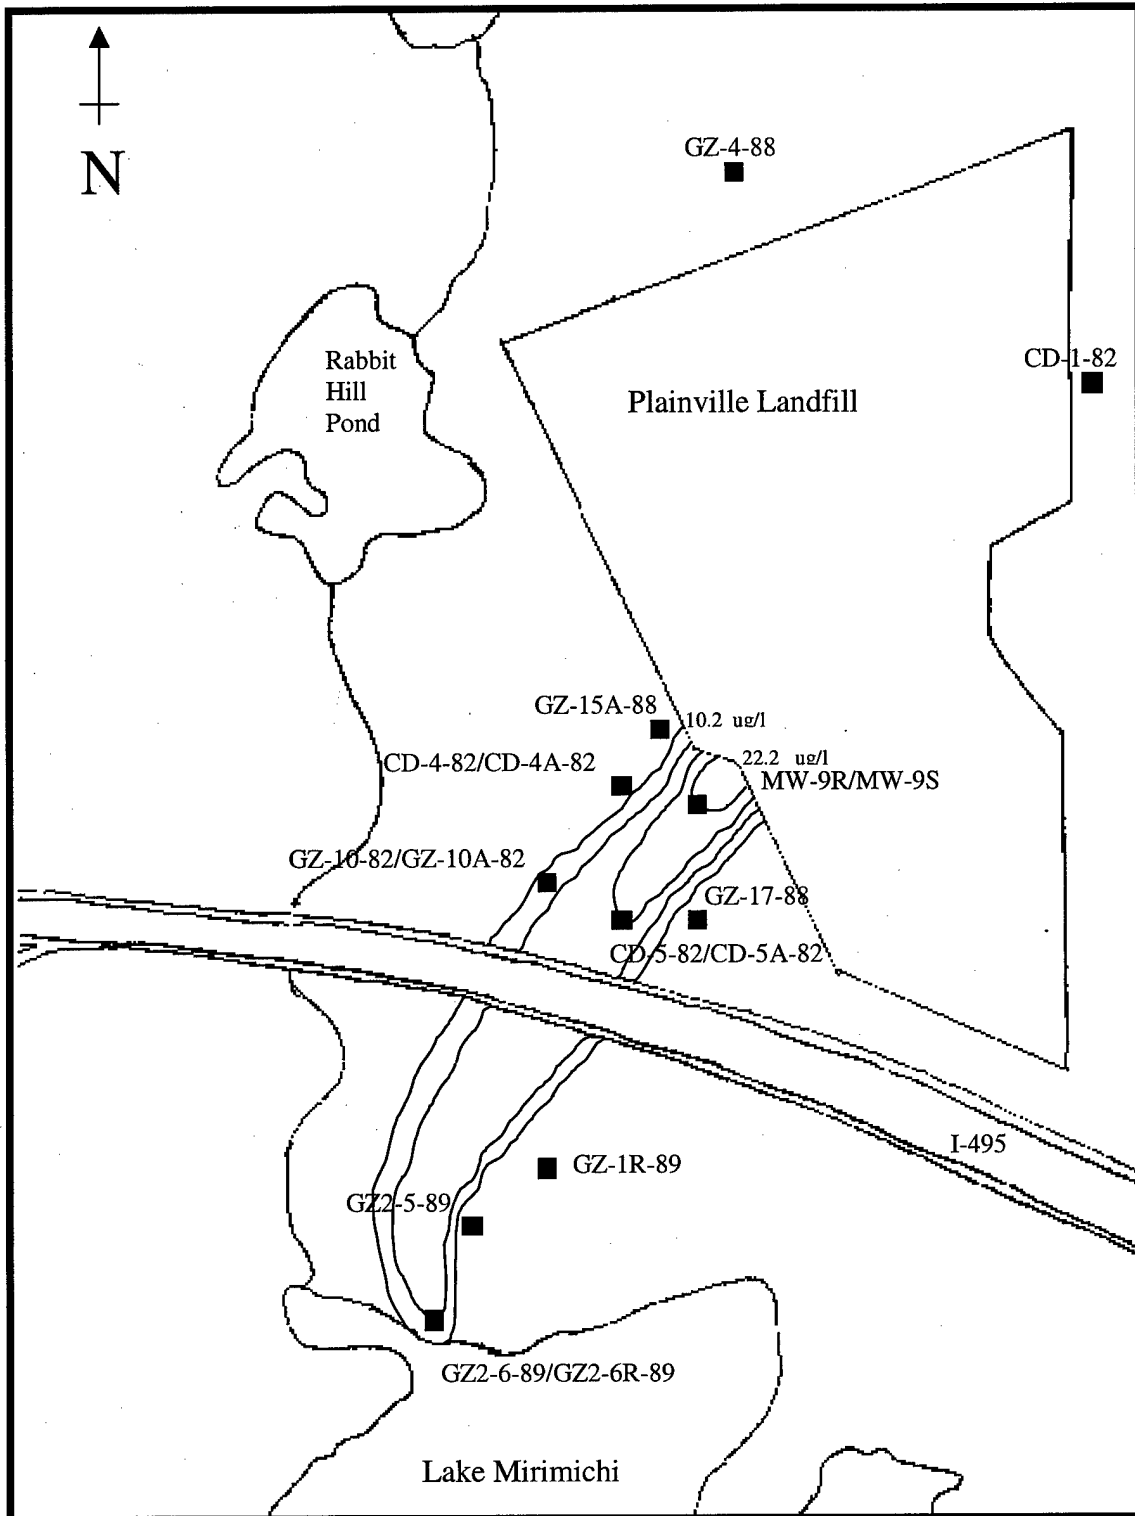 N
GZ-4-88
CD-1-82
Rabbit
Hill
Pond
Plainville Landfill
GZ-15A-88
10.2 ug/l
CD-4-82/CD-4A-82
22.2 ug/l
MW-9R/MW-9S
GZ-10-82/GZ-10A-82
GZ-17-88
CD-5-82/CD-5A-82
I-495
GZ-1R-89
GZ2-5-89
GZ2-6-89/GZ2-6R-89
Lake Mirimichi